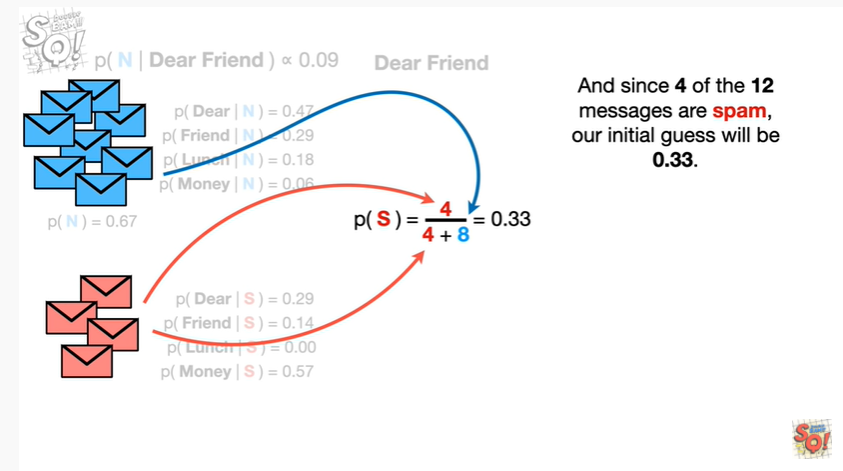 SQ!
p( N | Dear Friend ) ∝ 0.09
Dear Friend
And since 4 of the 12
messages are spam,
our initial guess will be
0.33.
p( Dear | N ) = 0.47
p( Friend | N ) = 0.29
p( Lunch | N ) = 0.18
p( Money | N ) = 0.06
p( N ) = 0.67
p( S ) = 4 / 4 + 8 = 0.33
p( Dear | S ) = 0.29
p( Friend | S ) = 0.14
p( Lunch | S ) = 0.00
p( Money | S ) = 0.57
SQ!